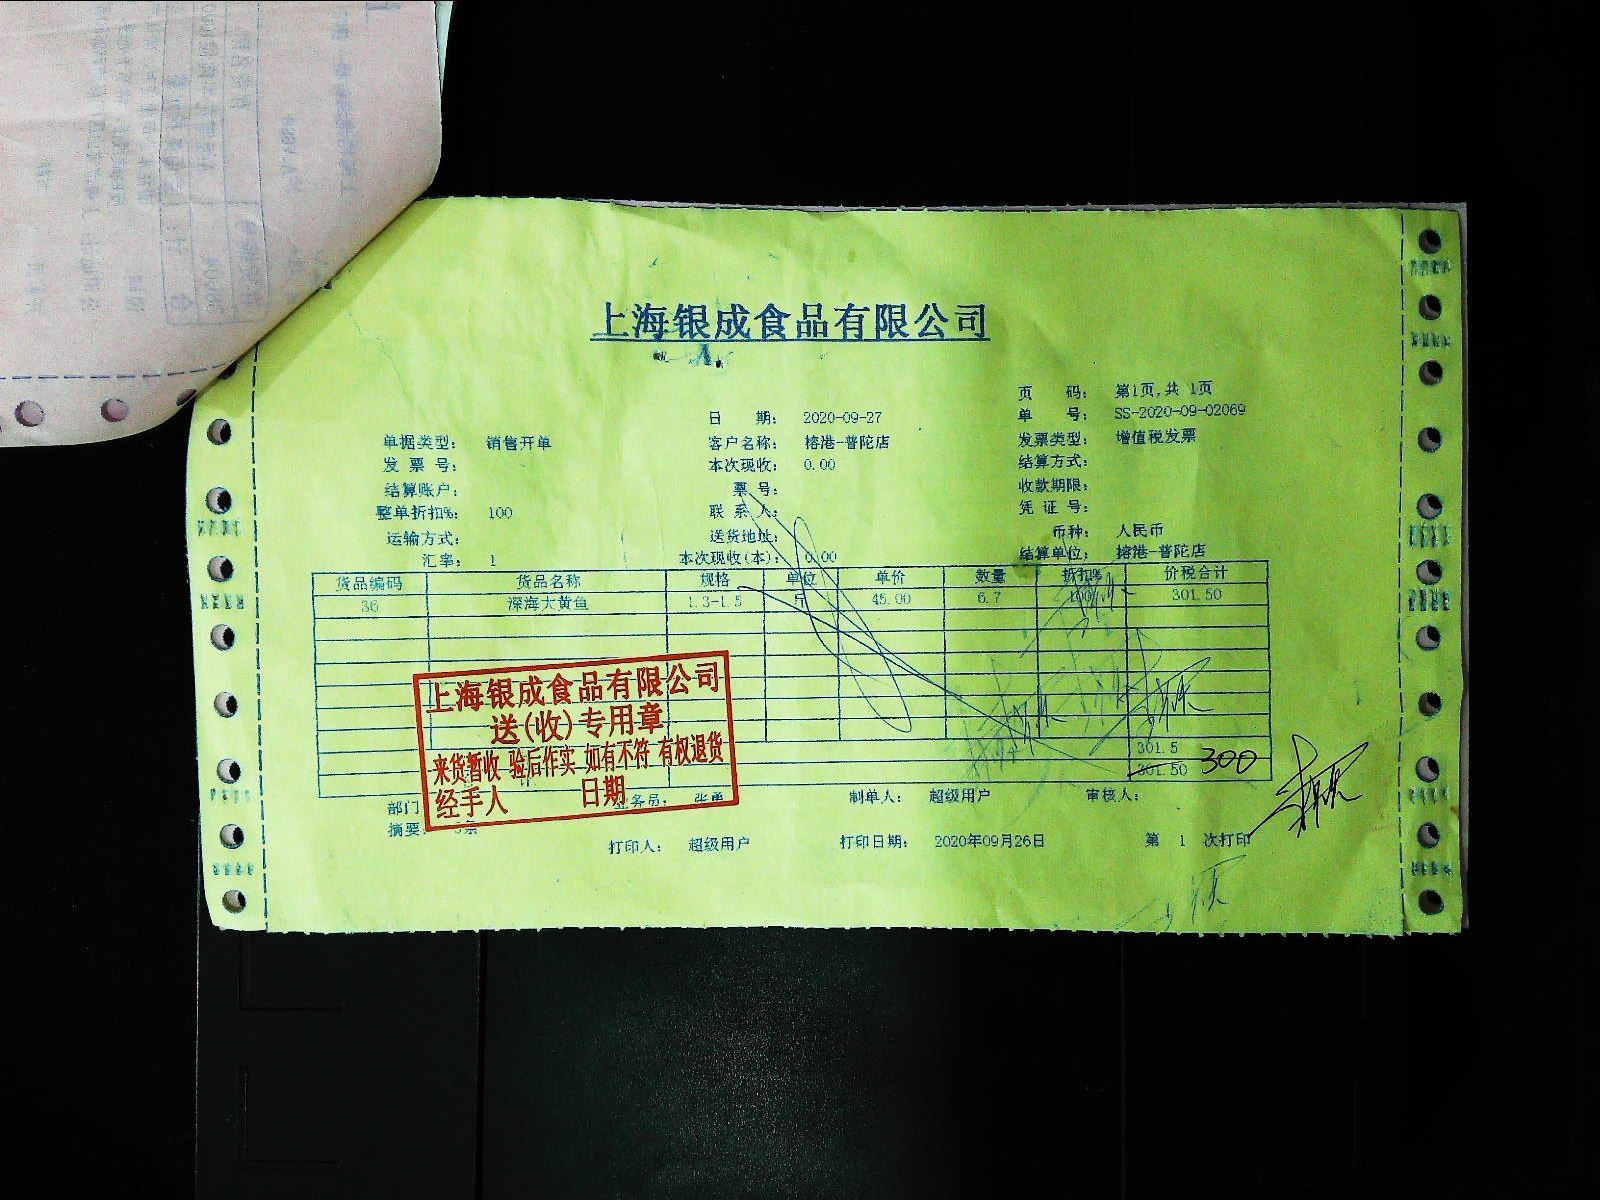 上海银成食品有限公司
页 码： 第1页,共 1页
日 期： 2020-09-27 单 号： SS-2020-09-02069
单据类型： 销售开单 客户名称： 榕港-普陀店 发票类型： 增值税发票
发 票 号： 本次现收： 0.00 结算方式：
结算账户： 票 号： 收款期限：
整单折扣%： 100 联 系 人： 凭 证 号：
运输方式： 送货地址： 币种： 人民币
汇率： 1 本次现收(本)： 0.00 结算单位： 榕港-普陀店
货品编码 货品名称 规格 单位 单价 数量 折扣% 价税合计
36 深海大黄鱼 1.3-1.5 斤 45.00 6.7 100 301.50
301.5
301.50 300
上海银成食品有限公司
送(收)专用章
来货暂收 验后作实 如有不符 有权退货
经手人 日期
部门 业务员： 制单人： 超级用户 审核人：
摘要： 条
打印人： 超级用户 打印日期： 2020年09月26日 第 1 次打印